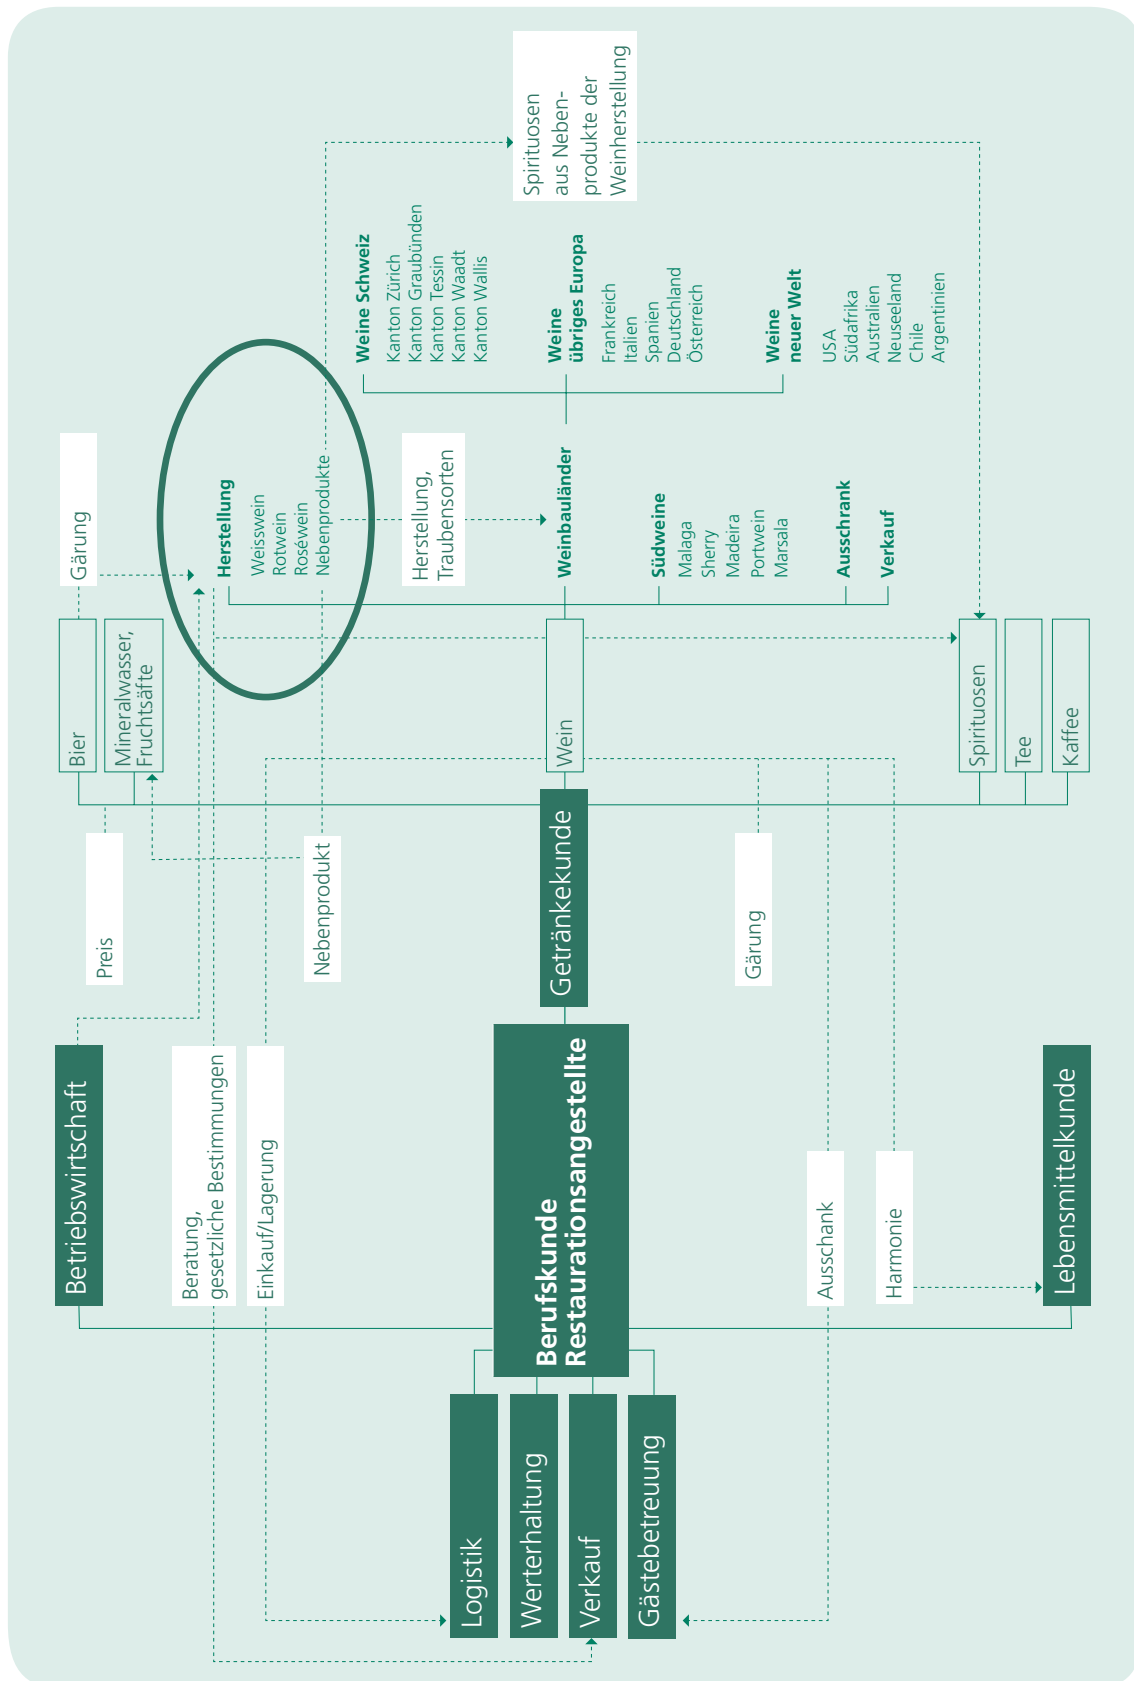 Betriebswirtschaft
Beratung,
gesetzliche Bestimmungen
Einkauf/Lagerung
Logistik
Werterhaltung
Verkauf
Gästebetreuung
Berufskunde
Restaurationsangestellte
Ausschank
Harmonie
Lebensmittelkunde
Preis
Nebenprodukt
Getränkekunde
Gärung
Bier
Mineralwasser,
Fruchtsäfte
Wein
Spirituosen
Tee
Kaffee
Gärung
Herstellung
Weisswein
Rotwein
Roséwein
Nebenprodukte
Herstellung,
Traubensorten
Weinbauländer
Südweine
Malaga
Sherry
Madeira
Portwein
Marsala
Ausschrank
Verkauf
Weine Schweiz
Kanton Zürich
Kanton Graubünden
Kanton Tessin
Kanton Waadt
Kanton Wallis
Weine
übriges Europa
Frankreich
Italien
Spanien
Deutschland
Österreich
Weine
neuer Welt
USA
Südafrika
Australien
Neuseeland
Chile
Argentinien
Spirituosen
aus Neben-
produkte der
Weinherstellung